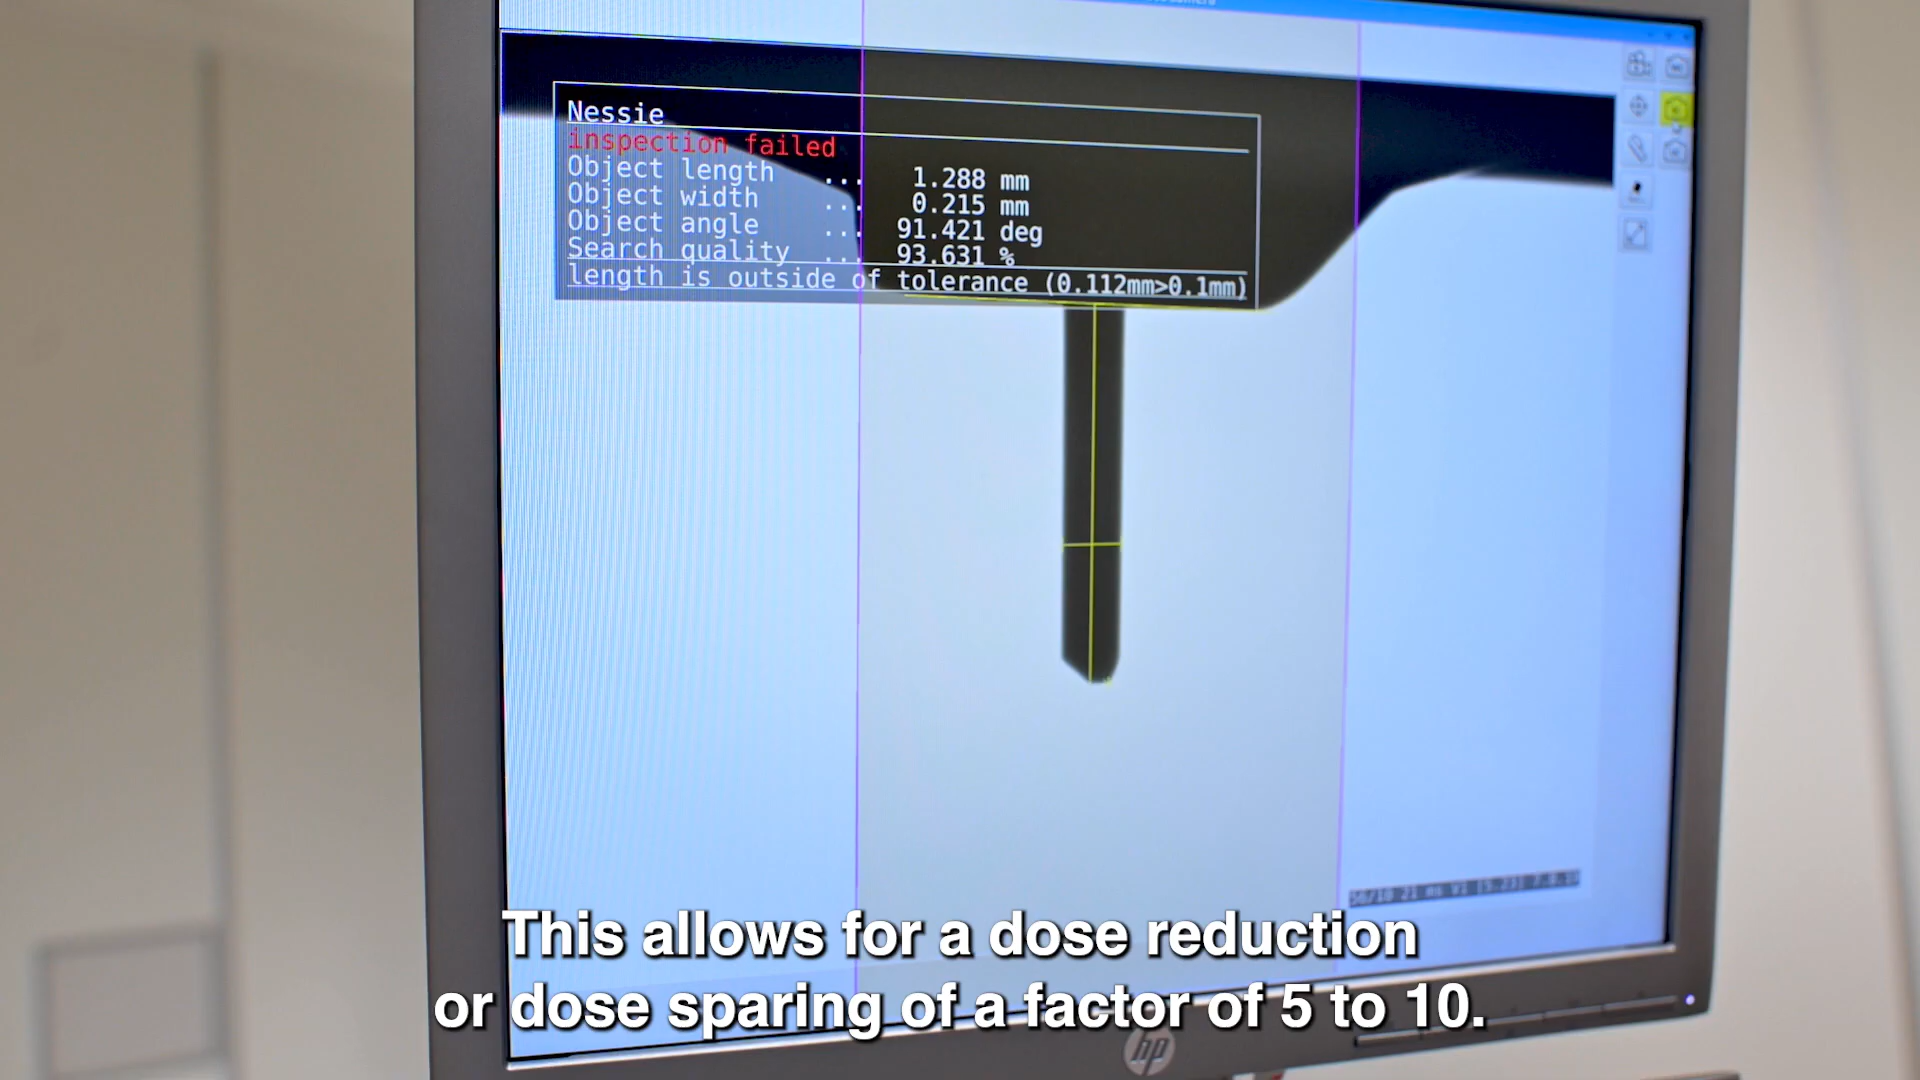 Nessie
inspection failed
Object length ... 1.288 mm
Object width ... 0.215 mm
Object angle ... 91.421 deg
Search quality ... 93.631 %
length is outside of tolerance (0.112mm>0.1mm)
This allows for a dose reduction
or dose sparing of a factor of 5 to 10.
hp